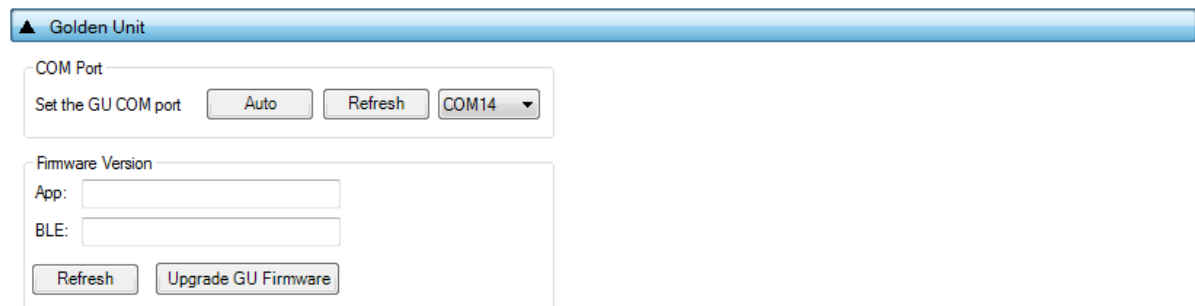 Golden Unit
COM Port
Set the GU COM port Auto Refresh COM14
Firmware Version
App:
BLE:
Refresh Upgrade GU Firmware